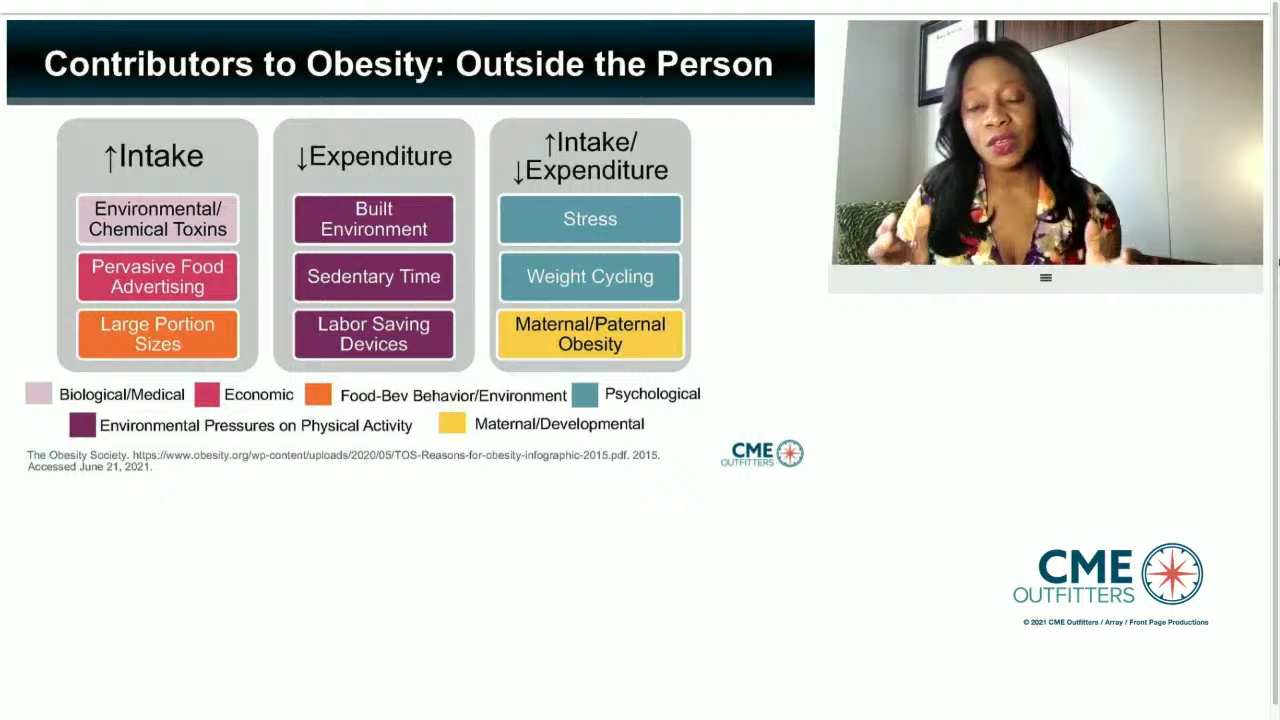 Contributors to Obesity: Outside the Person
↑Intake
Environmental/
Chemical Toxins
Pervasive Food
Advertising
Large Portion
Sizes
↓Expenditure
Built
Environment
Sedentary Time
Labor Saving
Devices
↑Intake/
↓Expenditure
Stress
Weight Cycling
Maternal/Paternal
Obesity
Biological/Medical
Economic
Food-Bev Behavior/Environment
Psychological
Environmental Pressures on Physical Activity
Maternal/Developmental
The Obesity Society. https://www.obesity.org/wp-content/uploads/2020/05/TOS-Reasons-for-obesity-infographic-2015.pdf. 2015.
Accessed June 21, 2021.
CME
OUTFITTERS
CME
OUTFITTERS
© 2021 CME Outfitters / Array / Front Page Productions